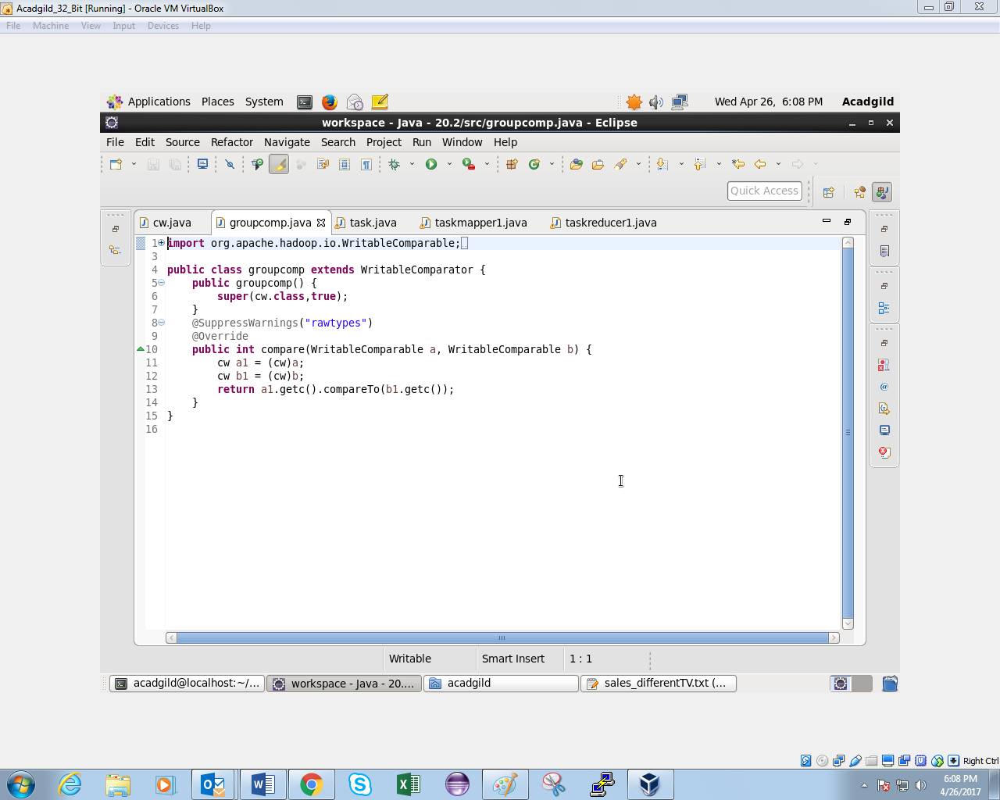 Acadgild_32_Bit [Running] - Oracle VM VirtualBox
File Machine View Input Devices Help
Applications Places System Wed Apr 26, 6:08 PM Acadgild
workspace - Java - 20.2/src/groupcomp.java - Eclipse
File Edit Source Refactor Navigate Search Project Run Window Help
Quick Access
cw.java groupcomp.java task.java taskmapper1.java taskreducer1.java
1 import org.apache.hadoop.io.WritableComparable;
3
4 public class groupcomp extends WritableComparator {
5 public groupcomp() {
6 super(cw.class,true);
7 }
8 @SuppressWarnings("rawtypes")
9 @Override
10 public int compare(WritableComparable a, WritableComparable b) {
11 cw a1 = (cw)a;
12 cw b1 = (cw)b;
13 return a1.getc().compareTo(b1.getc());
14 }
15 }
16
Writable Smart Insert 1 : 1
acadgild@localhost:~/... workspace - Java - 20.... acadgild sales_differentTV.txt (...
Right Ctrl
6:08 PM
4/26/2017